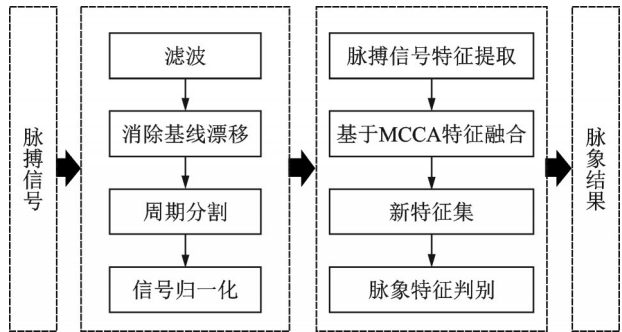 脉搏信号
滤波
消除基线漂移
周期分割
信号归一化
脉搏信号特征提取
基于MCCA特征融合
新特征集
脉象特征判别
脉象结果